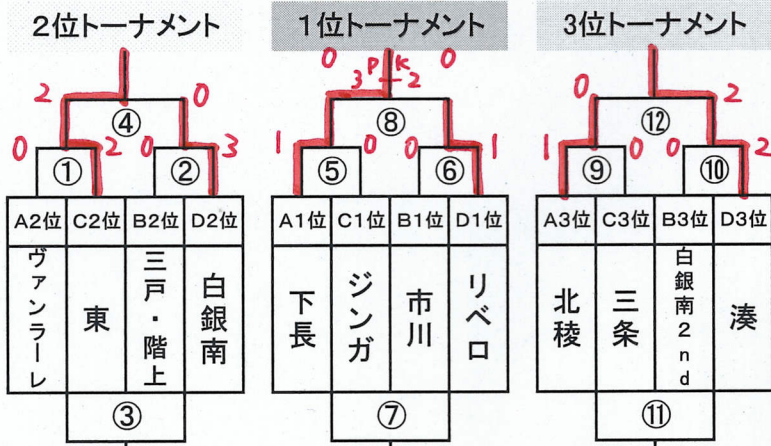 2位トーナメント
2 0
④
0 2 0 3
① ②
A2位 C2位 B2位 D2位
ヴァンラーレ
東
三戸・階上
白銀南
③
1位トーナメント
0 PK 0
3 2
⑧
1 0 0 1
⑤ ⑥
A1位 C1位 B1位 D1位
下長
ジンガ
市川
リベロ
⑦
3位トーナメント
0 2
⑫
1 0 0 2
⑨ ⑩
A3位 C3位 B3位 D3位
北稜
三条
白銀南2nd
湊
⑪